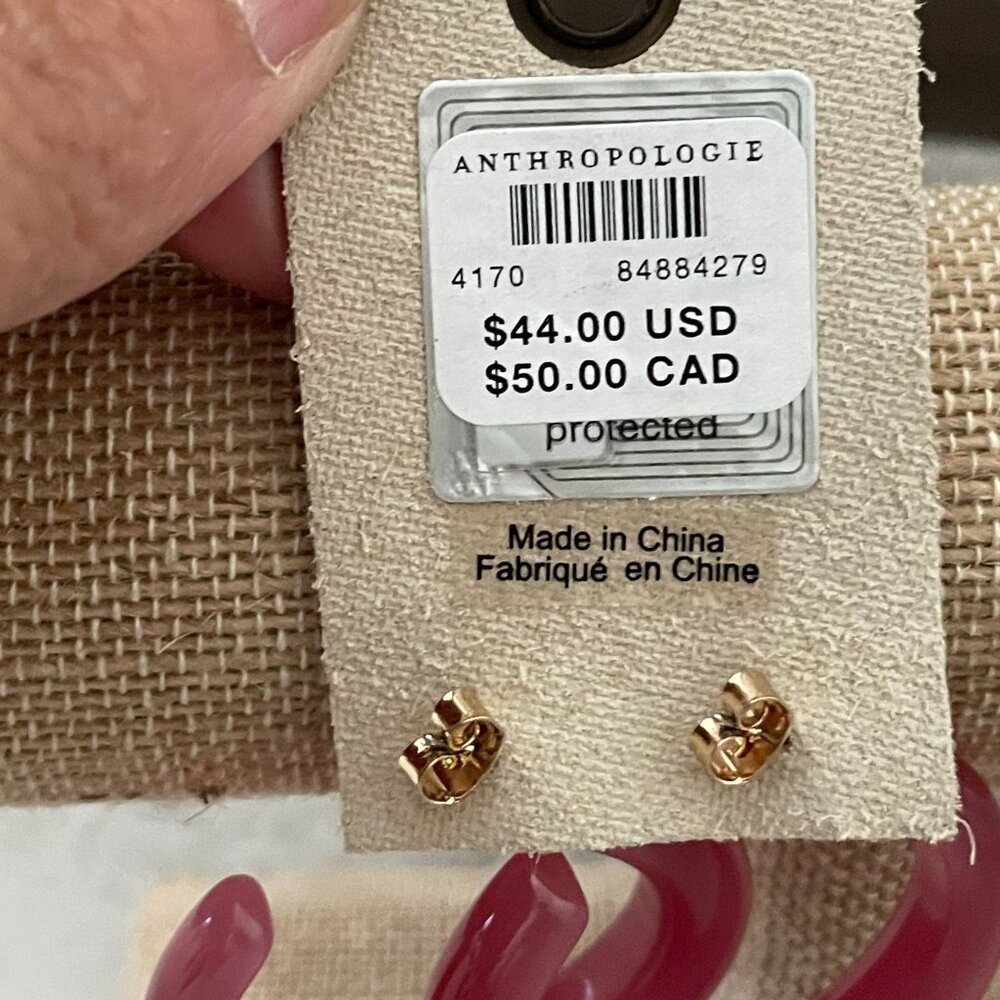 ANTHROPOLOGIE
4170 84884279
$44.00 USD
$50.00 CAD
protected
Made in China
Fabriqué en Chine